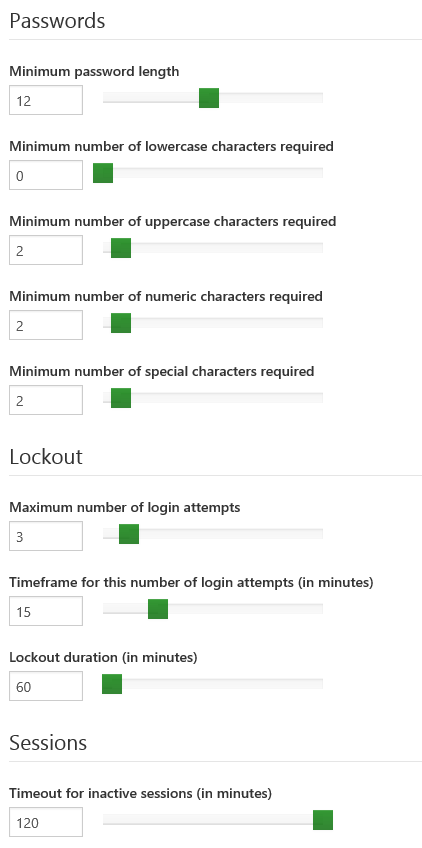 Passwords
Minimum password length
12
Minimum number of lowercase characters required
0
Minimum number of uppercase characters required
2
Minimum number of numeric characters required
2
Minimum number of special characters required
2
Lockout
Maximum number of login attempts
3
Timeframe for this number of login attempts (in minutes)
15
Lockout duration (in minutes)
60
Sessions
Timeout for inactive sessions (in minutes)
120